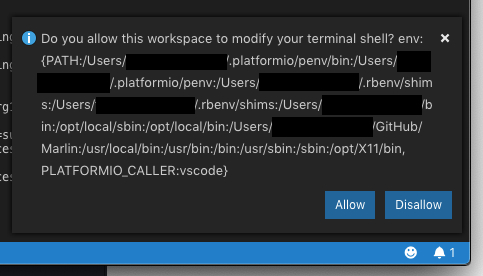 Do you allow this workspace to modify your terminal shell? env:
{PATH:/Users/ /.platformio/penv/bin:/Users/
/.platformio/penv:/Users/ /.rbenv/shim
s:/Users/ /.rbenv/shims:/Users/ /b
in:/opt/local/sbin:/opt/local/bin:/Users/ /GitHub/
Marlin:/usr/local/bin:/usr/bin:/bin:/usr/sbin:/sbin:/opt/X11/bin,
PLATFORMIO_CALLER:vscode}
Allow Disallow
1